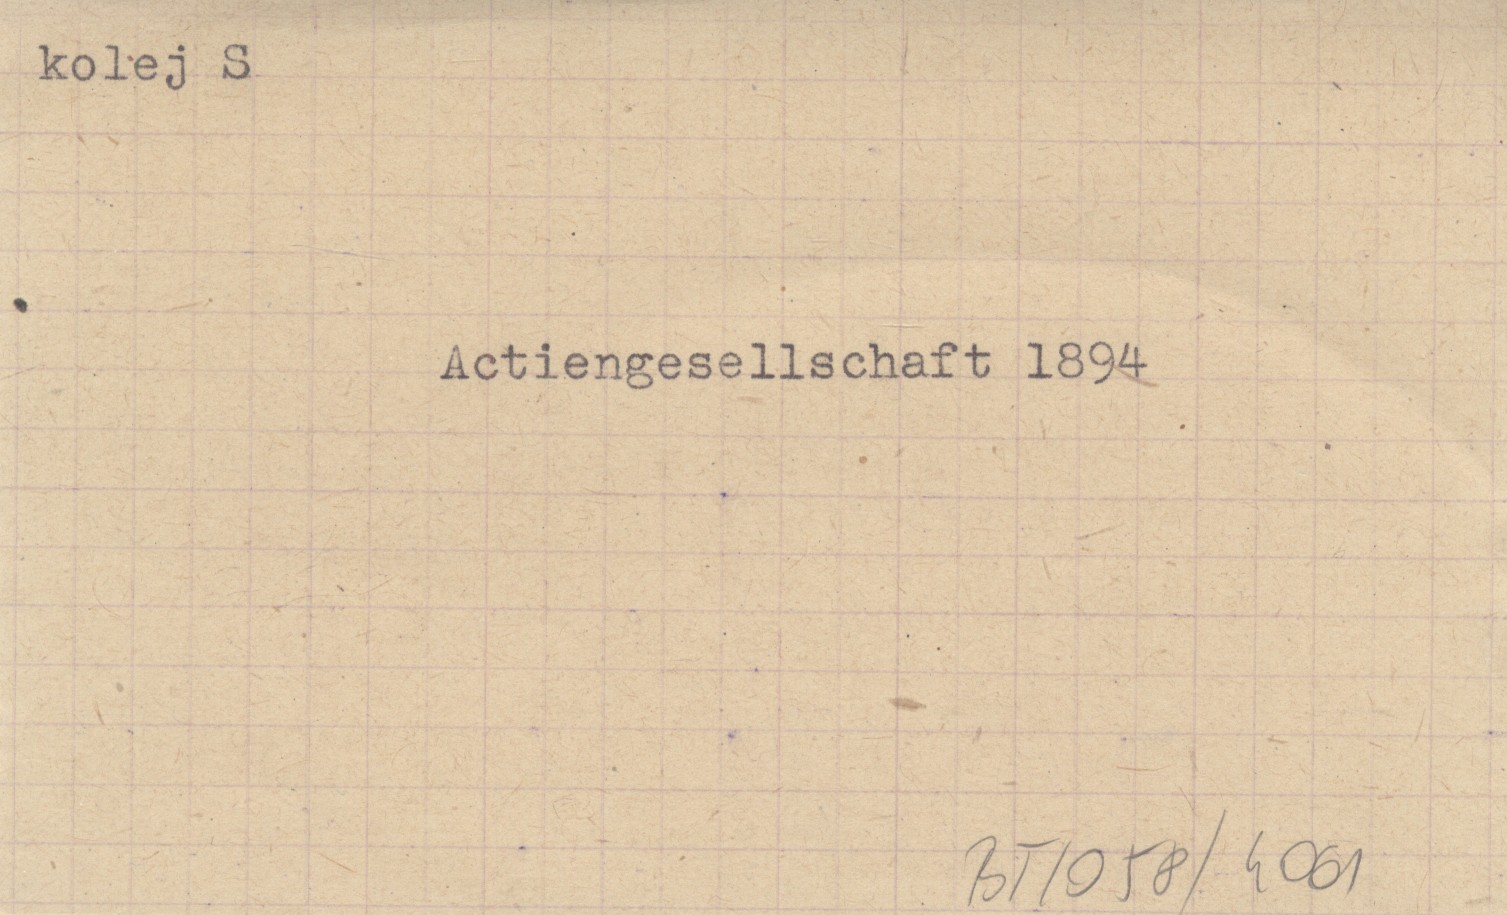 kolej S
Actiengesellschaft 1894
BT/058/4061